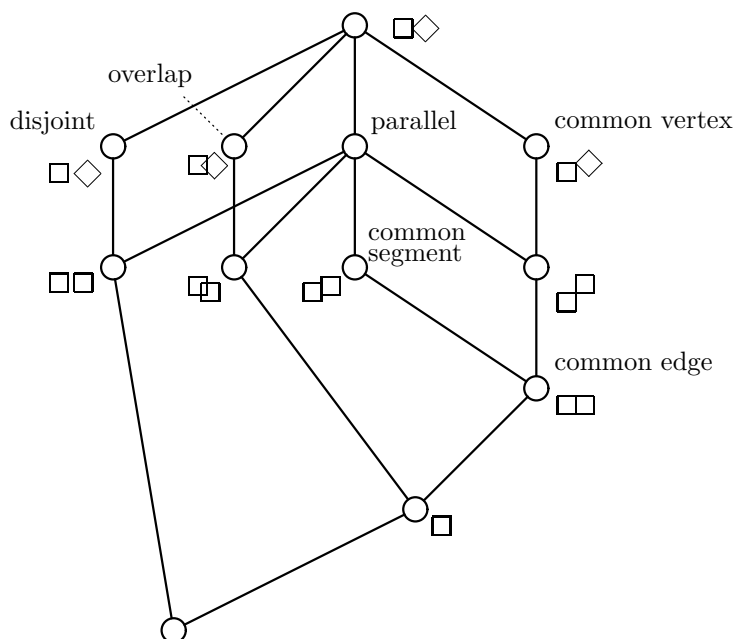 overlap
disjoint
parallel
common vertex
common
segment
common edge